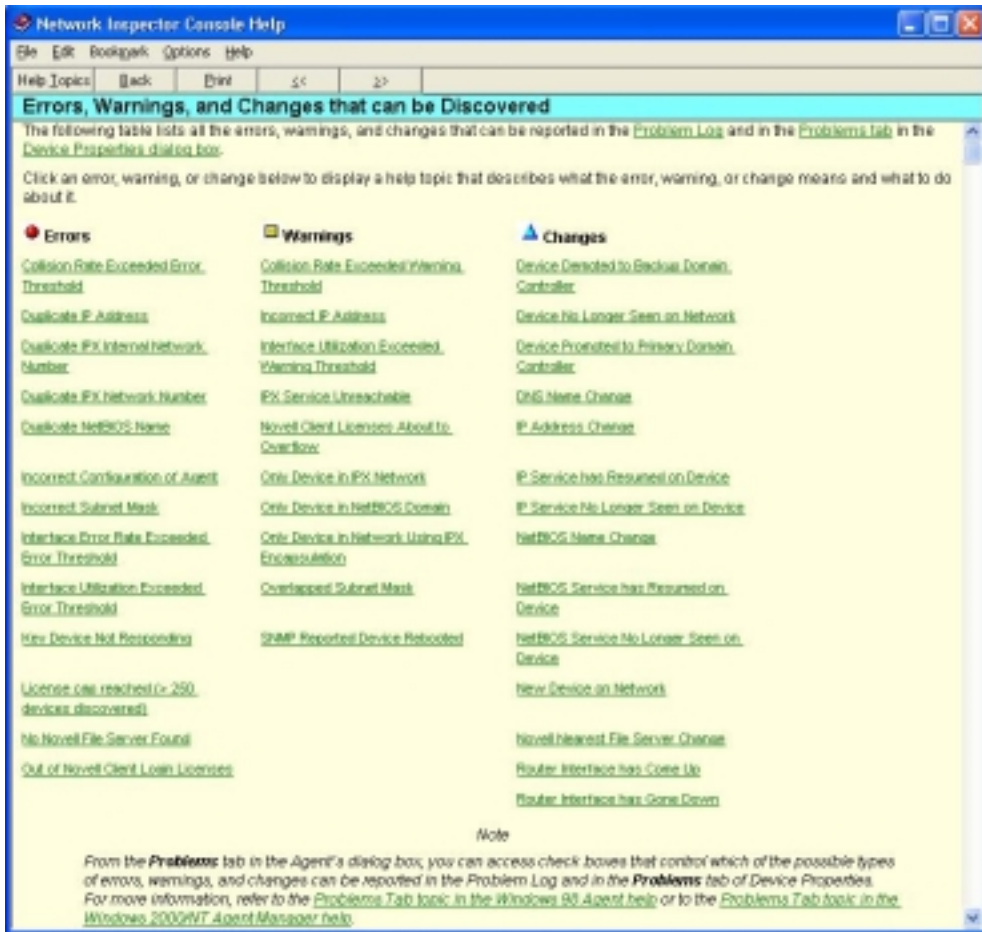 Network Inspector Console Help
File Edit Bookmark Options Help
Help Topics Back Print << >>
Errors, Warnings, and Changes that can be Discovered
The following table lists all the errors, warnings, and changes that can be reported in the Problem Log and in the Problems tab in the
Device Properties dialog box.
Click an error, warning, or change below to display a help topic that describes what the error, warning, or change means and what to do
about it.
Errors Warnings Changes
Collision Rate Exceeded Error Collision Rate Exceeded Warning Device Demoted to Backup Domain
Threshold Threshold Controller
Duplicate IP Address Incorrect IP Address Device No Longer Seen on Network
Duplicate IPX Internal Network Interface Utilization Exceeded Device Promoted to Primary Domain
Number Warning Threshold Controller
Duplicate IPX Network Number IPX Service Unreachable DNS Name Change
Duplicate NetBIOS Name Novell Client Licenses About to IP Address Change
Overflow
Incorrect Configuration of Agent Only Device in IPX Network IP Service has Resumed on Device
Incorrect Subnet Mask Only Device in NetBIOS Domain IP Service No Longer Seen on Device
Interface Error Rate Exceeded Only Device in Network Using IPX NetBIOS Name Change
Error Threshold Encapsulation
Interface Utilization Exceeded Overlapped Subnet Mask NetBIOS Service has Resumed on
Error Threshold Device
Key Device Not Responding SNMP Reported Device Rebooted NetBIOS Service No Longer Seen on
Device
License cap reached (> 250 New Device on Network
devices discovered)
No Novell File Server Found Novell Nearest File Server Change
Out of Novell Client Login Licenses Router Interface has Come Up
Router Interface has Gone Down
Note
From the Problems tab in the Agent's dialog box, you can access check boxes that control which of the possible types
of errors, warnings, and changes can be reported in the Problem Log and in the Problems tab of Device Properties.
For more information, refer to the Problems Tab topic in the Windows 98 Agent help or to the Problems Tab topic in the
Windows 2000/NT Agent Manager help.